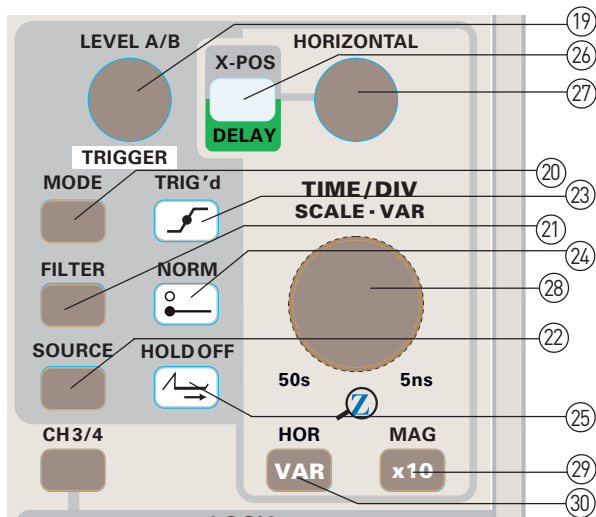 LEVEL A/B
HORIZONTAL
19
X-POS
26
27
DELAY
TRIGGER
MODE
TRIG'd
TIME/DIV
SCALE · VAR
20
23
21
FILTER
NORM
24
28
SOURCE
HOLD OFF
22
50s
5ns
Z
25
CH 3/4
HOR
MAG
VAR
x10
29
30